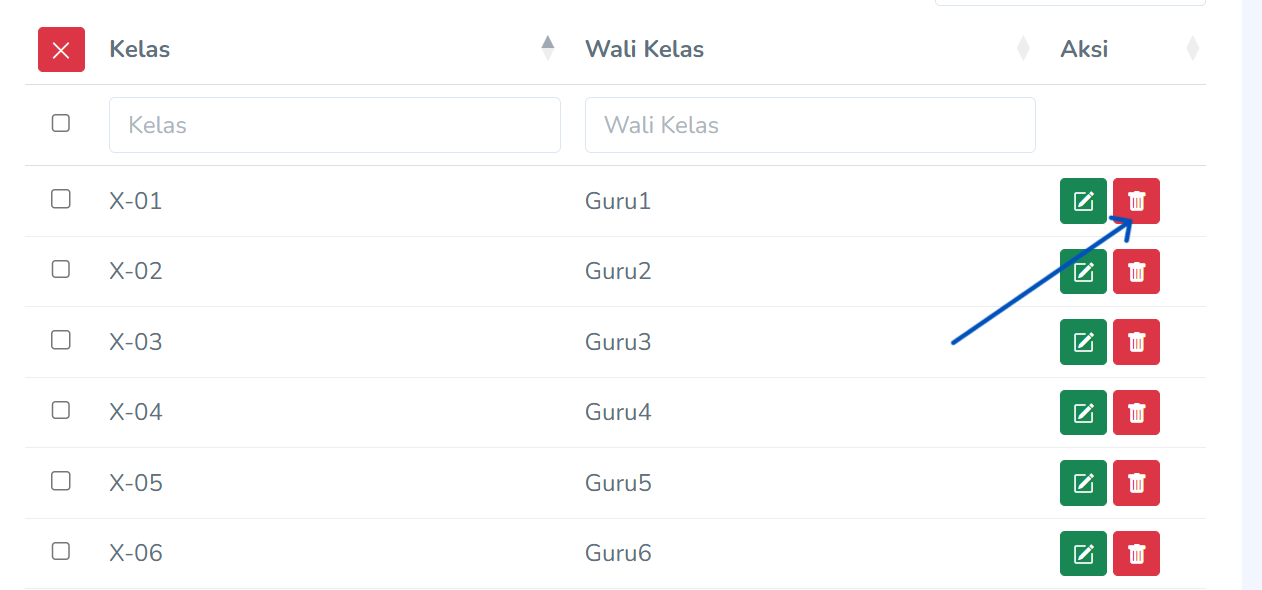 Kelas Wali Kelas Aksi
Kelas Wali Kelas
X-01 Guru1
X-02 Guru2
X-03 Guru3
X-04 Guru4
X-05 Guru5
X-06 Guru6